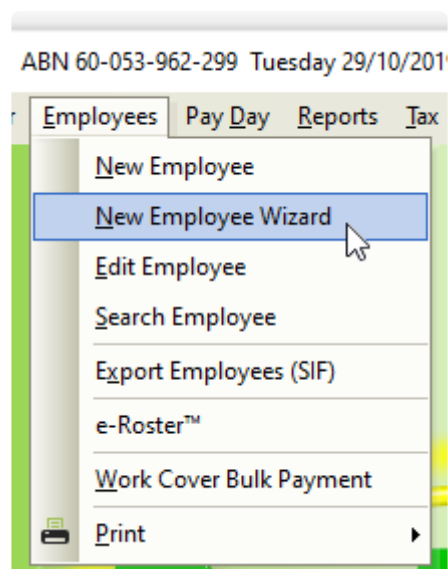 ABN 60-053-962-299 Tuesday 29/10/201
Employees Pay Day Reports Tax
New Employee
New Employee Wizard
Edit Employee
Search Employee
Export Employees (SIF)
e-Roster™
Work Cover Bulk Payment
Print